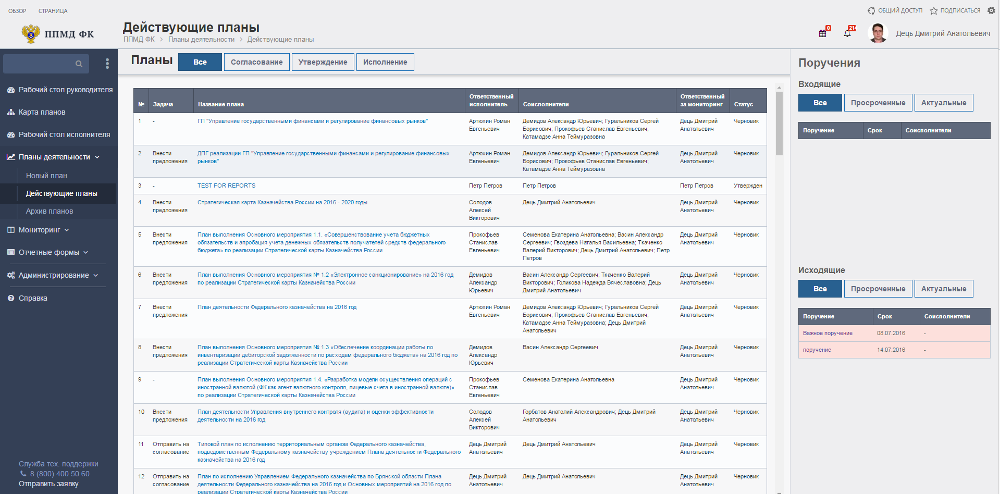 ОБЗОР СТРАНИЦА
ОБЩИЙ ДОСТУП ПОДПИСАТЬСЯ
ППМД ФК
Действующие планы
ППМД ФК > Планы деятельности > Действующие планы
0
214
Дець Дмитрий Анатольевич
Рабочий стол руководителя
Карта планов
Рабочий стол исполнителя
Планы деятельности
Новый план
Действующие планы
Архив планов
Мониторинг
Отчетные формы
Администрирование
Справка
Служба тех. поддержки
8 (800) 400 50 60
Отправить заявку
Планы Все Согласование Утверждение Исполнение
№ Задача Название плана Ответственный исполнитель Соисполнители Ответственный за мониторинг Статус
1 - ГП "Управление государственными финансами и регулирование финансовых рынков" Артюхин Роман Евгеньевич Демидов Александр Юрьевич; Гуральников Сергей Борисович; Прокофьев Станислав Евгеньевич; Катамадзе Анна Теймуразовна Дець Дмитрий Анатольевич Черновик
2 Внести предложения ДПГ реализации ГП "Управление государственными финансами и регулирование финансовых рынков" Артюхин Роман Евгеньевич Демидов Александр Юрьевич; Гуральников Сергей Борисович; Прокофьев Станислав Евгеньевич; Катамадзе Анна Теймуразовна Дець Дмитрий Анатольевич Черновик
3 - TEST FOR REPORTS Петр Петров Петр Петров Петр Петров Утвержден
4 Внести предложения Стратегическая карта Казначейства России на 2016 - 2020 годы Солодов Алексей Викторович Дець Дмитрий Анатольевич Дець Дмитрий Анатольевич Черновик
5 Внести предложения План выполнения Основного мероприятия 1.1. «Совершенствование учета бюджетных обязательств и апробация учета денежных обязательств получателей средств федерального бюджета» по реализации Стратегической карты Казначейства России Прокофьев Станислав Евгеньевич Семенова Екатерина Анатольевна; Васин Александр Сергеевич; Гвоздева Наталья Васильевна; Ткаченко Валерий Викторович; Дець Дмитрий Анатольевич; Петр Петров Дець Дмитрий Анатольевич Черновик
6 Внести предложения План выполнения Основного мероприятия № 1.2 «Электронное санкционирование» на 2016 год по реализации Стратегической карты Казначейства России Демидов Александр Юрьевич Васин Александр Сергеевич; Ткаченко Валерий Викторович; Голикова Надежда Вячеславовна; Дець Дмитрий Анатольевич Дець Дмитрий Анатольевич Черновик
7 Внести предложения План деятельности Федерального казначейства на 2016 год Артюхин Роман Евгеньевич Демидов Александр Юрьевич; Гуральников Сергей Борисович; Прокофьев Станислав Евгеньевич; Катамадзе Анна Теймуразовна; Дець Дмитрий Анатольевич Дець Дмитрий Анатольевич Черновик
8 Внести предложения План выполнения Основного мероприятия № 1.3 «Обеспечение координации работы по инвентаризации дебиторской задолженности по расходам федерального бюджета» на 2016 год по реализации Стратегической карты Казначейства России Демидов Александр Юрьевич Васин Александр Сергеевич Дець Дмитрий Анатольевич Черновик
9 - План выполнения Основного мероприятия 1.4. «Разработка модели осуществления операций с иностранной валютой (ФК как агент валютного контроля, лицевые счета в иностранной валюте)» по реализации Стратегической карты Казначейства России Прокофьев Станислав Евгеньевич Семенова Екатерина Анатольевна Дець Дмитрий Анатольевич Черновик
10 Внести предложения План деятельности Управления внутреннего контроля (аудита) и оценки эффективности деятельности на 2016 год Солодов Алексей Викторович Горбатов Анатолий Александрович; Дець Дмитрий Анатольевич Дець Дмитрий Анатольевич Черновик
11 Отправить на согласование Типовой план по исполнению территориальным органом Федерального казначейства, подведомственным Федеральному казначейству учреждением Плана деятельности Федерального казначейства на 2016 год Дець Дмитрий Анатольевич Дець Дмитрий Анатольевич Дець Дмитрий Анатольевич Черновик
12 Отправить на согласование План по исполнению Управлением Федерального казначейства по Брянской области Плана деятельности Федерального казначейства на 2016 год и Основных мероприятий на 2016 год по реализации Стратегической карты Казначейства России Дець Дмитрий Анатольевич Дець Дмитрий Анатольевич Дець Дмитрий Анатольевич Черновик
Поручения
Входящие
Все Просроченные Актуальные
Поручение Срок Соисполнители
Исходящие
Все Просроченные Актуальные
Поручение Срок Соисполнители
Важное поручение 08.07.2016 -
поручение 14.07.2016 -